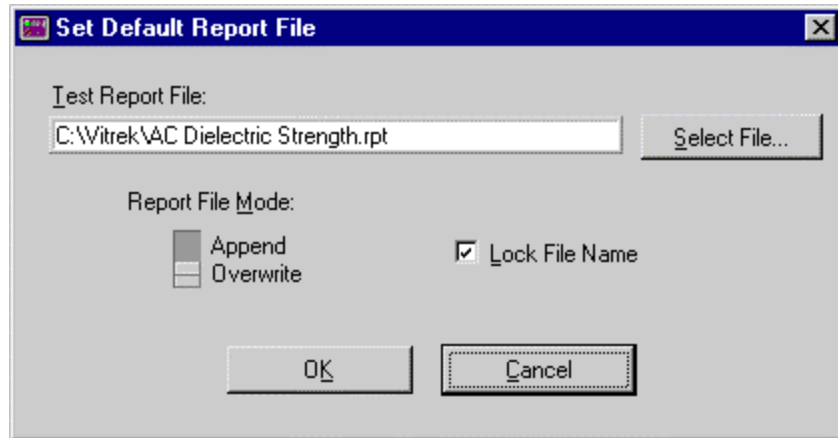 Set Default Report File
Test Report File:
C:\Vitrek\AC Dielectric Strength.rpt
Select File...
Report File Mode:
Append
Overwrite
Lock File Name
OK
Cancel